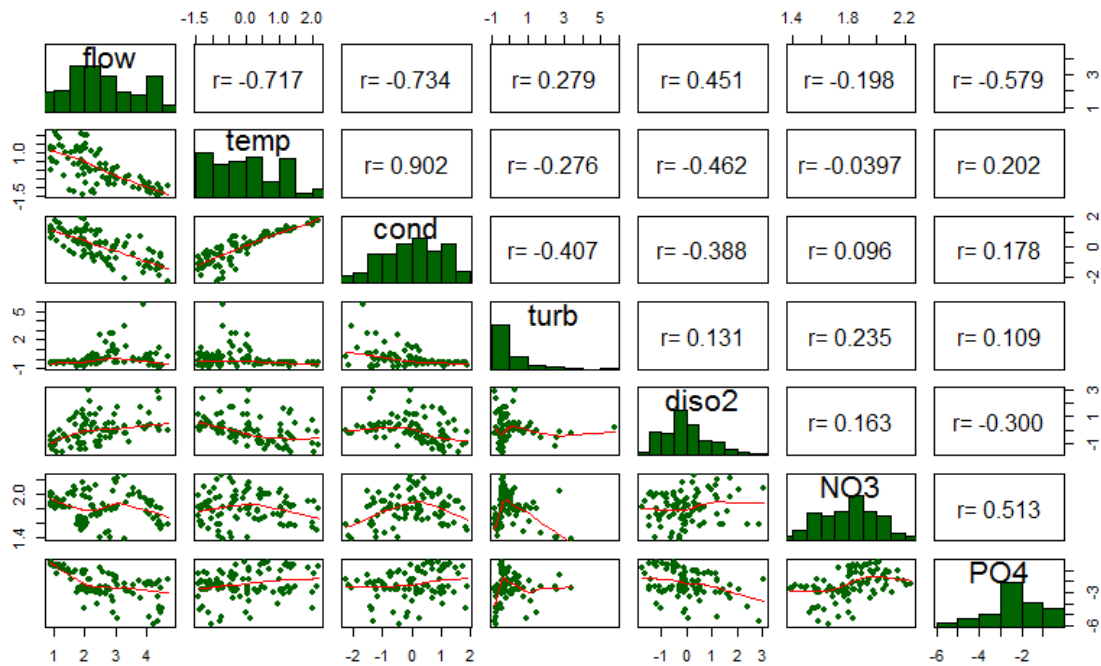 -1.5 0.0 1.0 2.0 -1 1 3 5 1.4 1.8 2.2
flow r= -0.717 r= -0.734 r= 0.279 r= 0.451 r= -0.198 r= -0.579 1 3
-1.5 1.0 temp r= 0.902 r= -0.276 r= -0.462 r= -0.0397 r= 0.202
cond r= -0.407 r= -0.388 r= 0.096 r= 0.178 -2 0 2
-1 2 5 turb r= 0.131 r= 0.235 r= 0.109
diso2 r= 0.163 r= -0.300 -1 1 3
1.4 2.0 NO3 r= 0.513
PO4 -6 -3
1 2 3 4 -2 -1 0 1 2 -1 0 1 2 3 -6 -4 -2